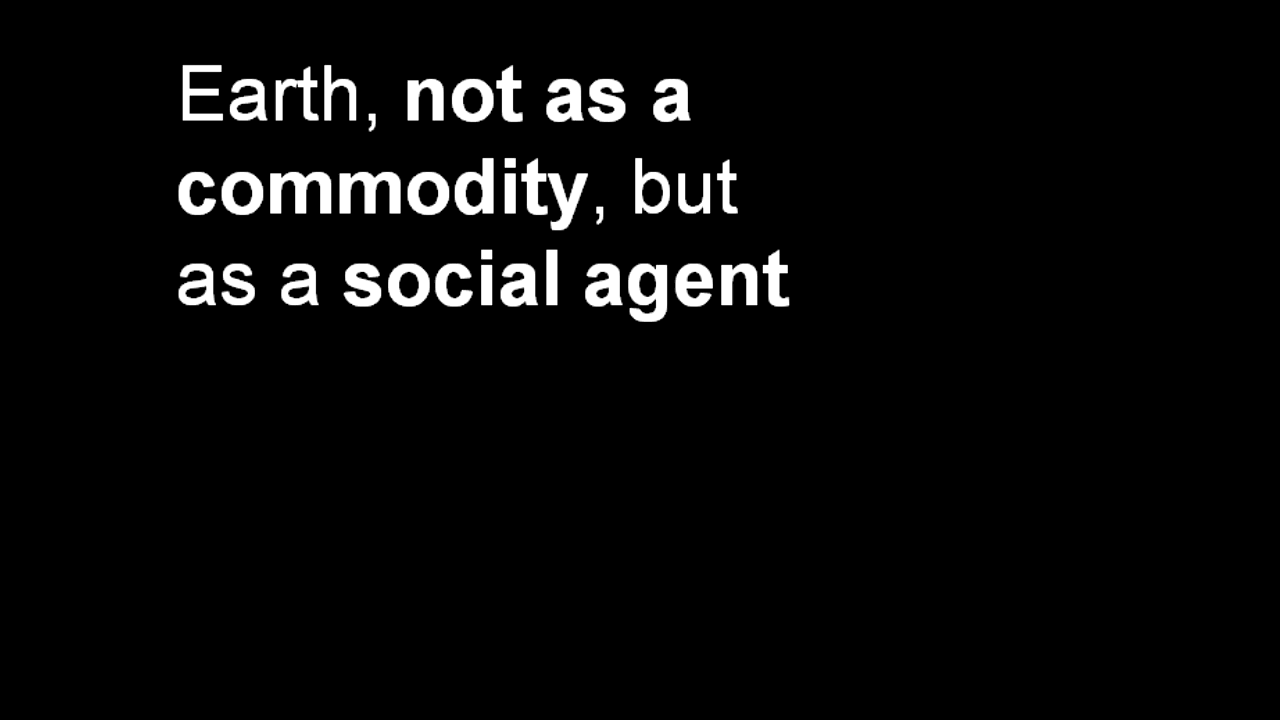 Earth, not as a
commodity, but
as a social agent